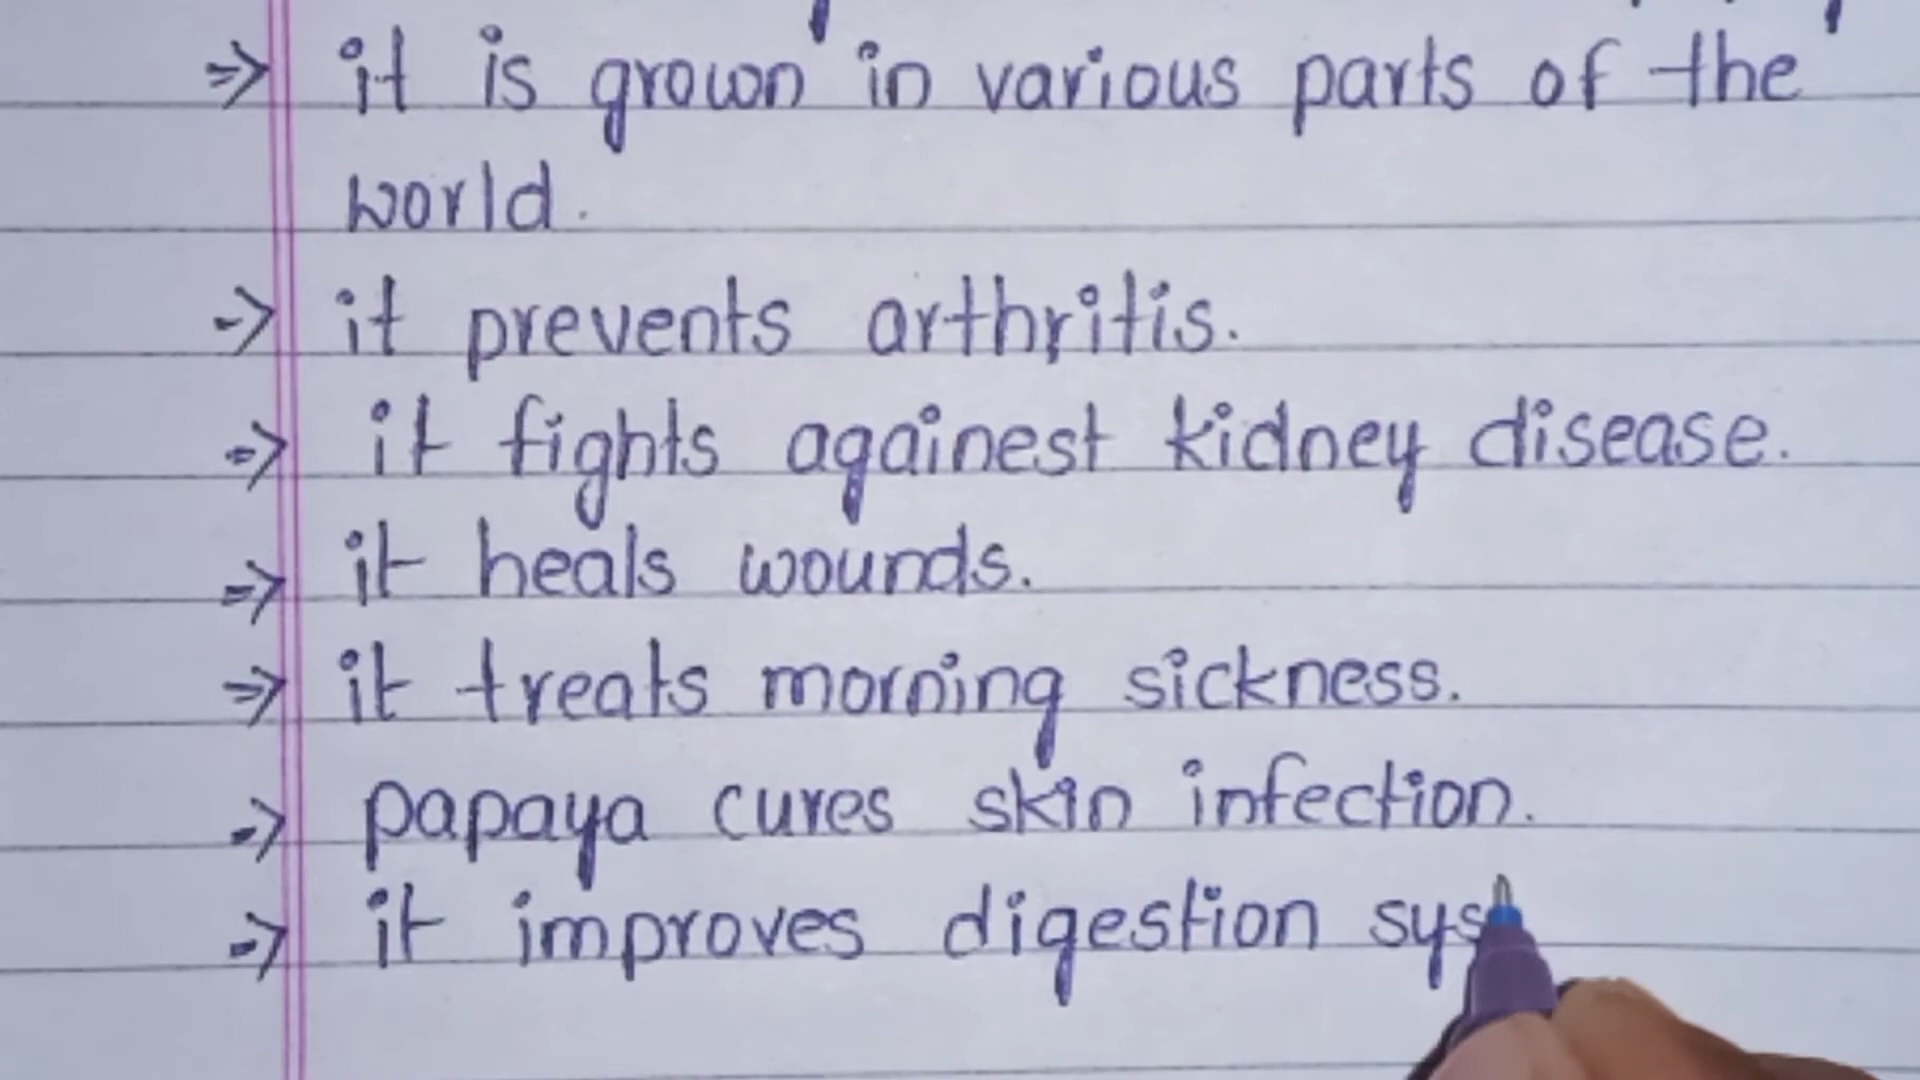 => it is grown in various parts of the
world.
-> it prevents arthritis.
=> it fights againest kidney disease.
=> it heals wounds.
=> it treats morning sickness.
-> papaya cures skin infection.
-> it improves digestion sys